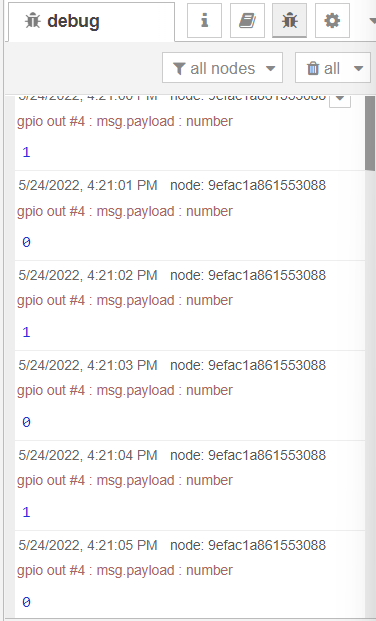 debug
all nodes
all
5/24/2022, 4:21:00 PM node: 9efac1a861553088
gpio out #4 : msg.payload : number
1
5/24/2022, 4:21:01 PM node: 9efac1a861553088
gpio out #4 : msg.payload : number
0
5/24/2022, 4:21:02 PM node: 9efac1a861553088
gpio out #4 : msg.payload : number
1
5/24/2022, 4:21:03 PM node: 9efac1a861553088
gpio out #4 : msg.payload : number
0
5/24/2022, 4:21:04 PM node: 9efac1a861553088
gpio out #4 : msg.payload : number
1
5/24/2022, 4:21:05 PM node: 9efac1a861553088
gpio out #4 : msg.payload : number
0